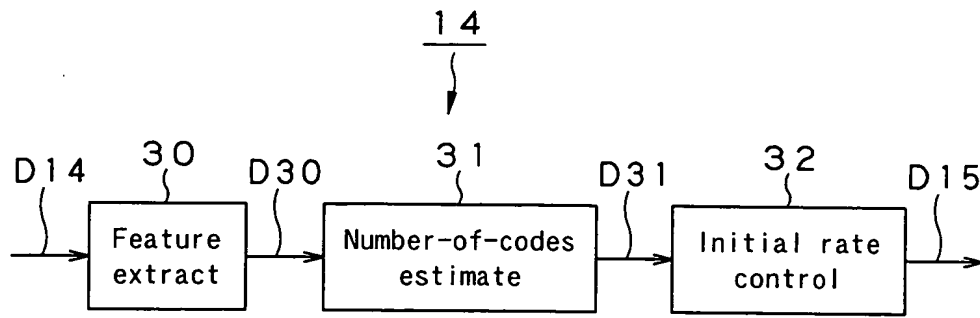 14
D14
30
D30
31
D31
32
D15
Feature
extract
Number-of-codes
estimate
Initial rate
control